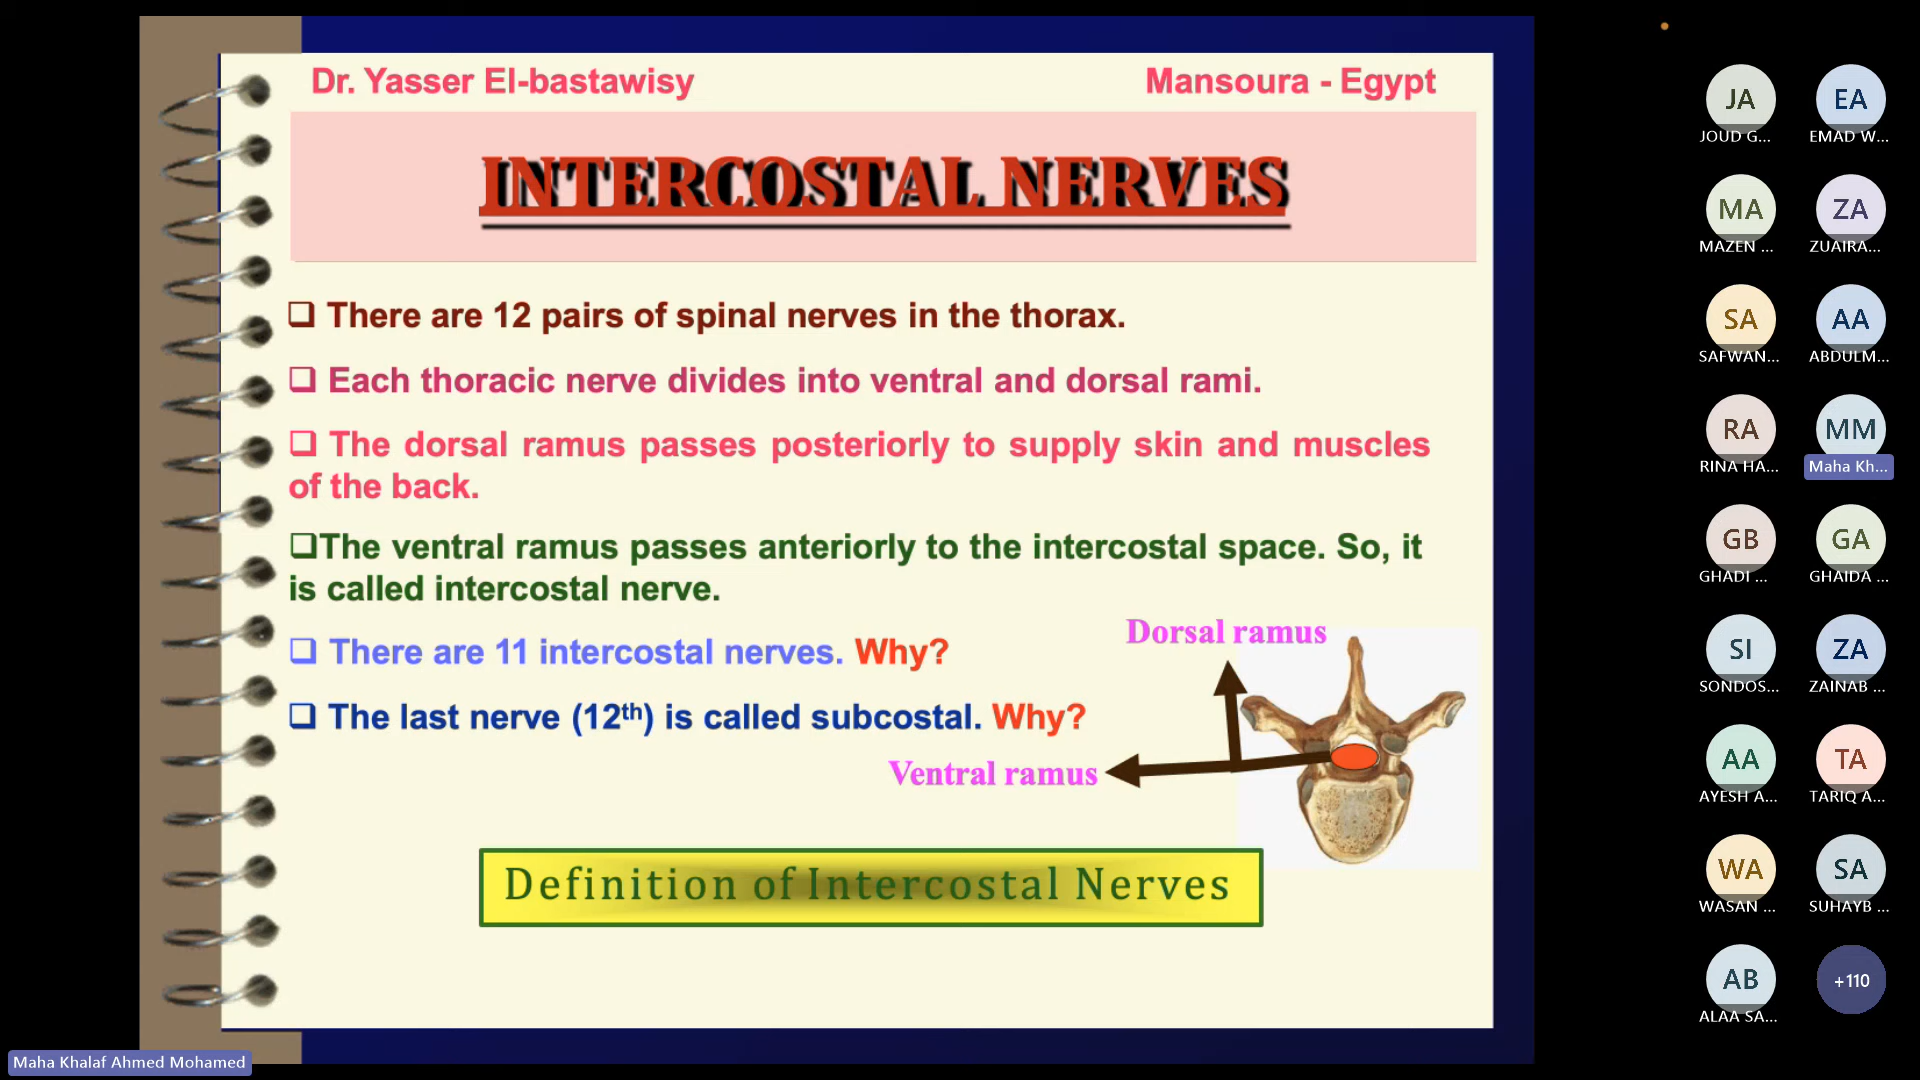 Dr. Yasser El-bastawisy
Mansoura - Egypt
INTERCOSTAL NERVES
❑ There are 12 pairs of spinal nerves in the thorax.
❑ Each thoracic nerve divides into ventral and dorsal rami.
❑ The dorsal ramus passes posteriorly to supply skin and muscles
of the back.
❑The ventral ramus passes anteriorly to the intercostal space. So, it
is called intercostal nerve.
❑ There are 11 intercostal nerves. Why?
❑ The last nerve (12th) is called subcostal. Why?
Dorsal ramus
Ventral ramus
Definition of Intercostal Nerves
Maha Khalaf Ahmed Mohamed
JA
JOUD G...
EA
EMAD W...
MA
MAZEN ...
ZA
ZUAIRA...
SA
SAFWAN...
AA
ABDULM...
RA
RINA HA...
MM
Maha Kh...
GB
GHADI ...
GA
GHAIDA ...
SI
SONDOS...
ZA
ZAINAB ...
AA
AYESH A...
TA
TARIQ A...
WA
WASAN ...
SA
SUHAYB ...
AB
ALAA SA...
+110